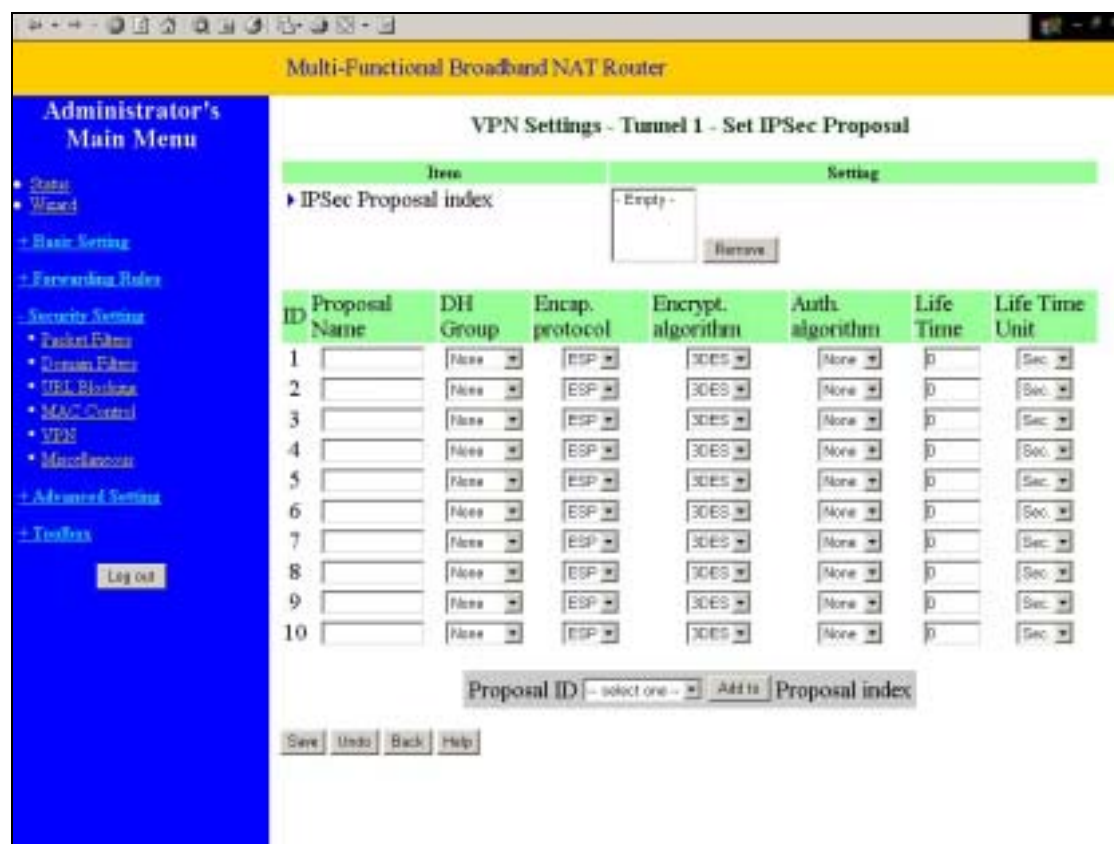 Multi-Functional Broadband NAT Router
Administrator's
Main Menu
Status
Wizard
+ Basic Setting
+ Forwarding Rules
- Security Setting
Packet Filters
Domain Filters
URL Blocking
MAC Control
VPN
Miscellaneous
+ Advanced Setting
+ Toolbox
Log out
VPN Settings - Tunnel 1 - Set IPSec Proposal
Item Setting
IPSec Proposal index - Empty - Remove
ID Proposal Name DH Group Encap. protocol Encrypt. algorithm Auth. algorithm Life Time Life Time Unit
1 None ESP 3DES None 0 Sec.
2 None ESP 3DES None 0 Sec.
3 None ESP 3DES None 0 Sec.
4 None ESP 3DES None 0 Sec.
5 None ESP 3DES None 0 Sec.
6 None ESP 3DES None 0 Sec.
7 None ESP 3DES None 0 Sec.
8 None ESP 3DES None 0 Sec.
9 None ESP 3DES None 0 Sec.
10 None ESP 3DES None 0 Sec.
Proposal ID -- select one -- Add to Proposal index
Save Undo Back Help